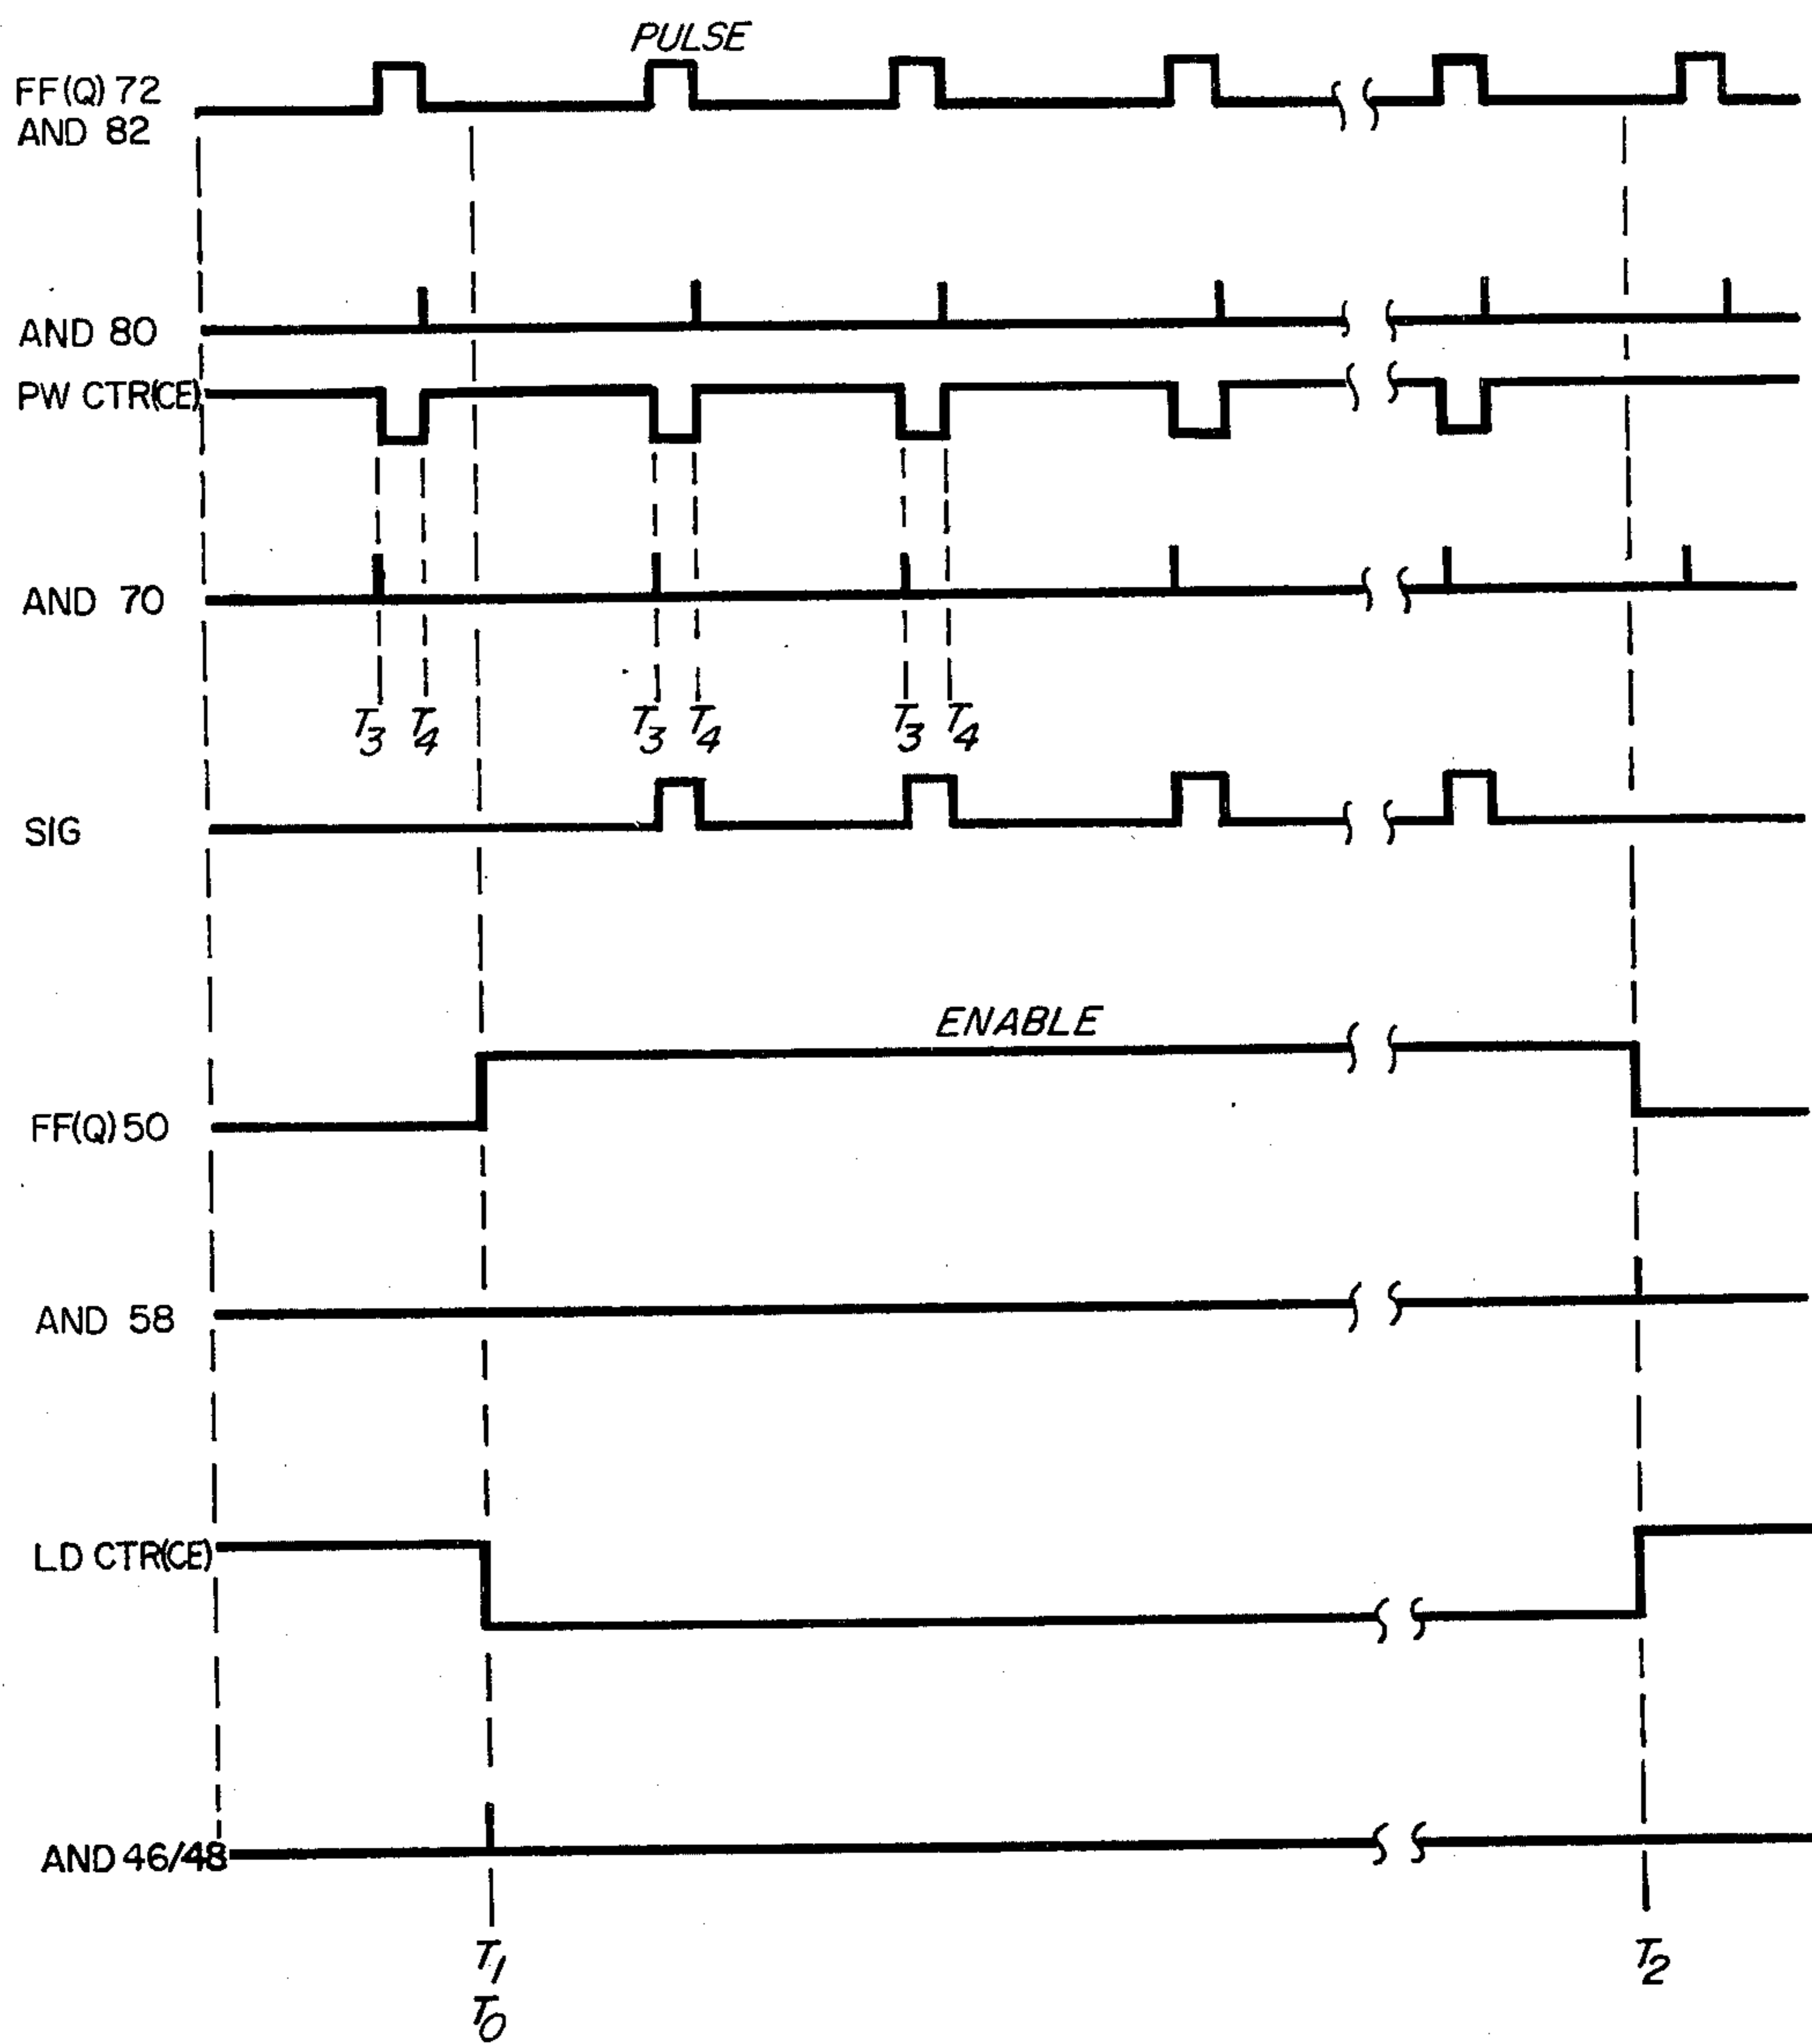 PULSE
FF(Q) 72
AND 82
AND 80
PW CTR(CE)
AND 70
T3 T4 T3 T4 T3 T4
SIG
ENABLE
FF(Q) 50
AND 58
LD CTR(CE)
AND 46/48
T1 T2
T0